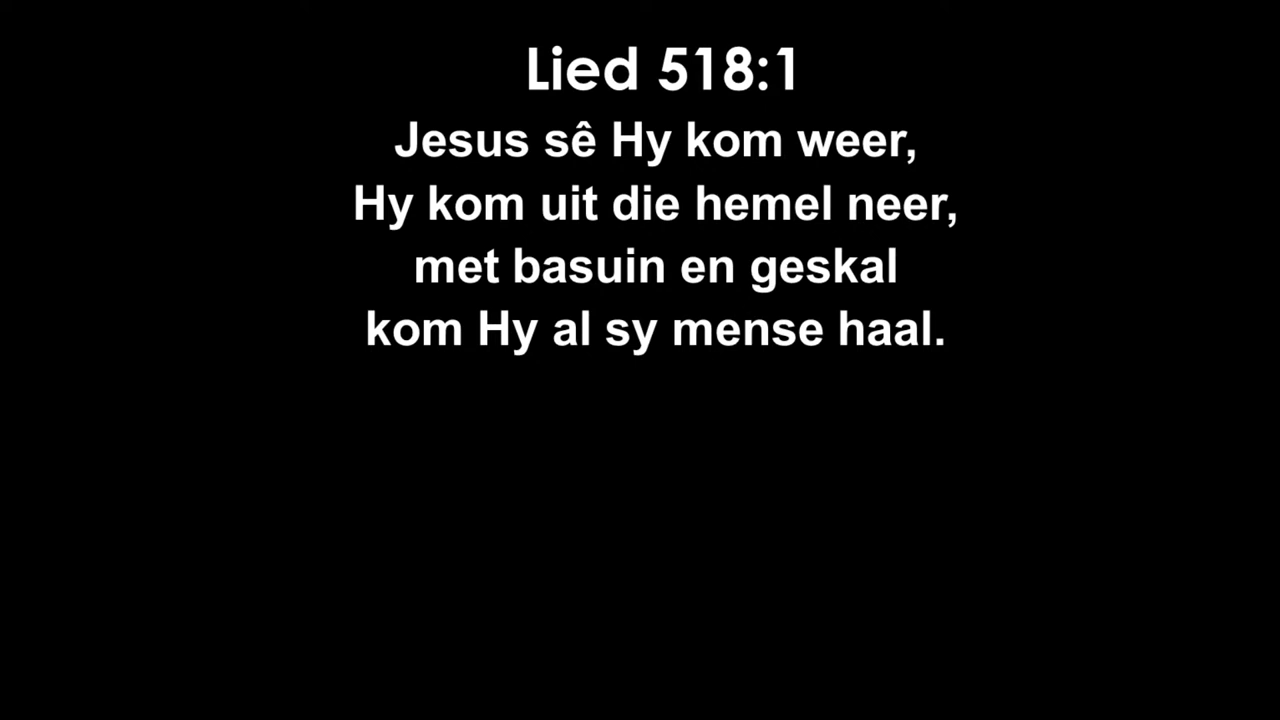 Lied 518:1
Jesus sê Hy kom weer,
Hy kom uit die hemel neer,
met basuin en geskal
kom Hy al sy mense haal.